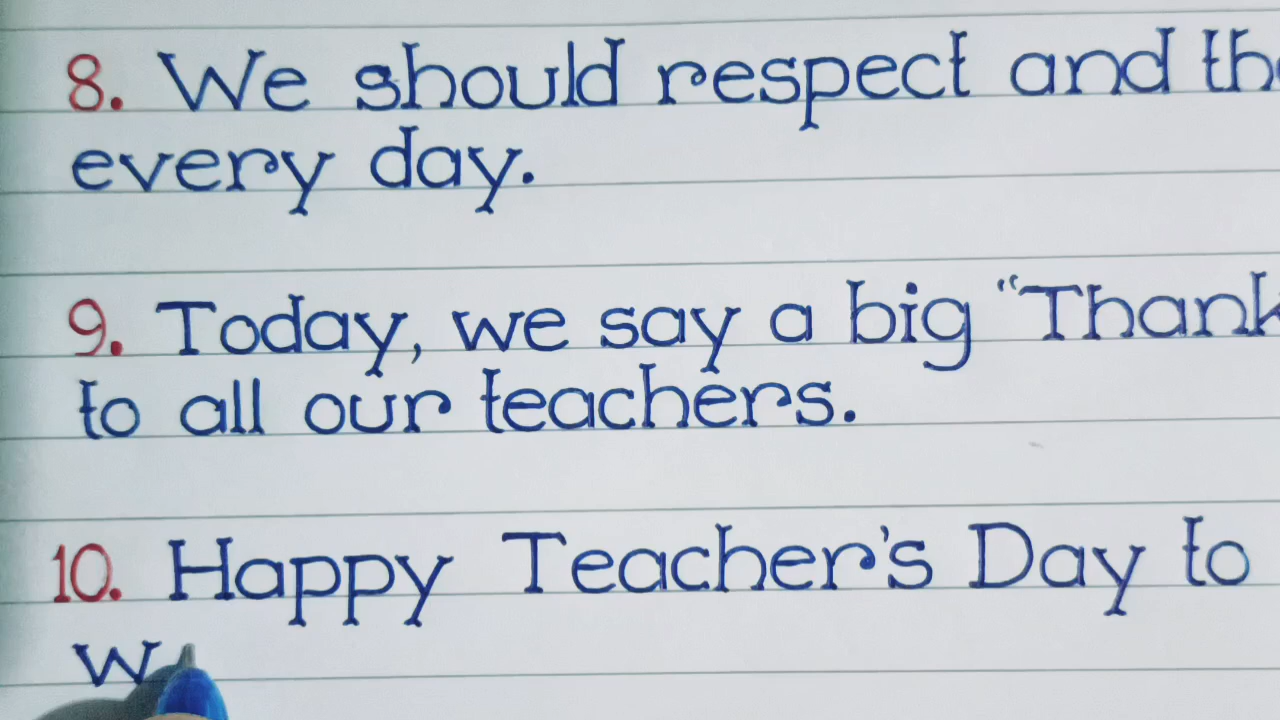 8. We should respect and
every day.
9. Today, we say a big "Thank
to all our teachers.
10. Happy Teacher's Day to
w